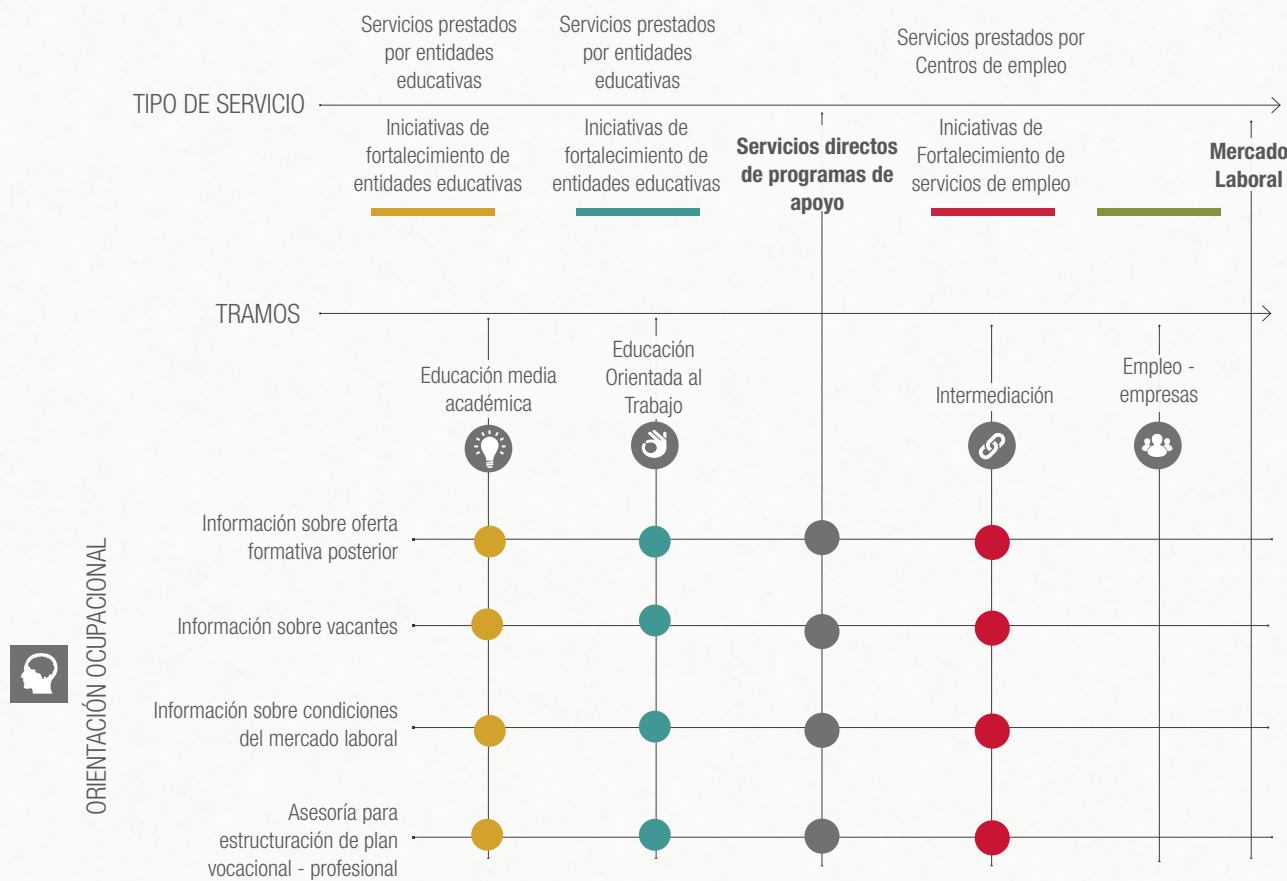 Servicios prestados
por entidades
educativas
Servicios prestados
por entidades
educativas
Servicios prestados por
Centros de empleo
TIPO DE SERVICIO
Iniciativas de
fortalecimiento de
entidades educativas
Iniciativas de
fortalecimiento de
entidades educativas
Servicios directos
de programas de
apoyo
Iniciativas de
Fortalecimiento de
servicios de empleo
Mercado
Laboral
TRAMOS
Educación media
académica
Educación
Orientada al
Trabajo
Intermediación
Empleo -
empresas
ORIENTACIÓN OCUPACIONAL
Información sobre oferta
formativa posterior
Información sobre vacantes
Información sobre condiciones
del mercado laboral
Asesoría para
estructuración de plan
vocacional - profesional